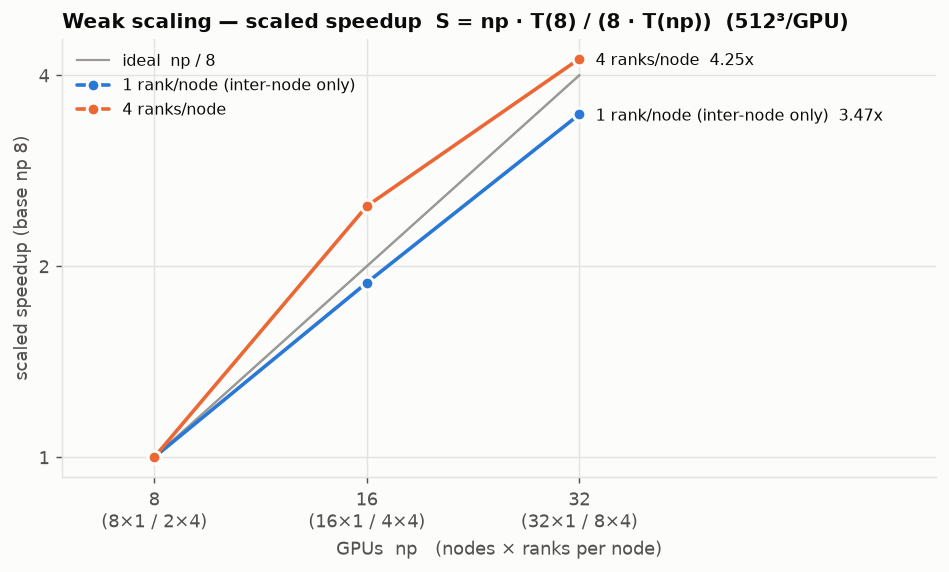 Weak scaling — scaled speedup  S = np · T(8) / (8 · T(np))  (512³/GPU)
ideal  np / 8
1 rank/node (inter-node only)
4 ranks/node
4 ranks/node  4.25x
1 rank/node (inter-node only)  3.47x
scaled speedup (base np 8)
4
2
1
8
(8×1 / 2×4)
16
(16×1 / 4×4)
32
(32×1 / 8×4)
GPUs  np   (nodes × ranks per node)